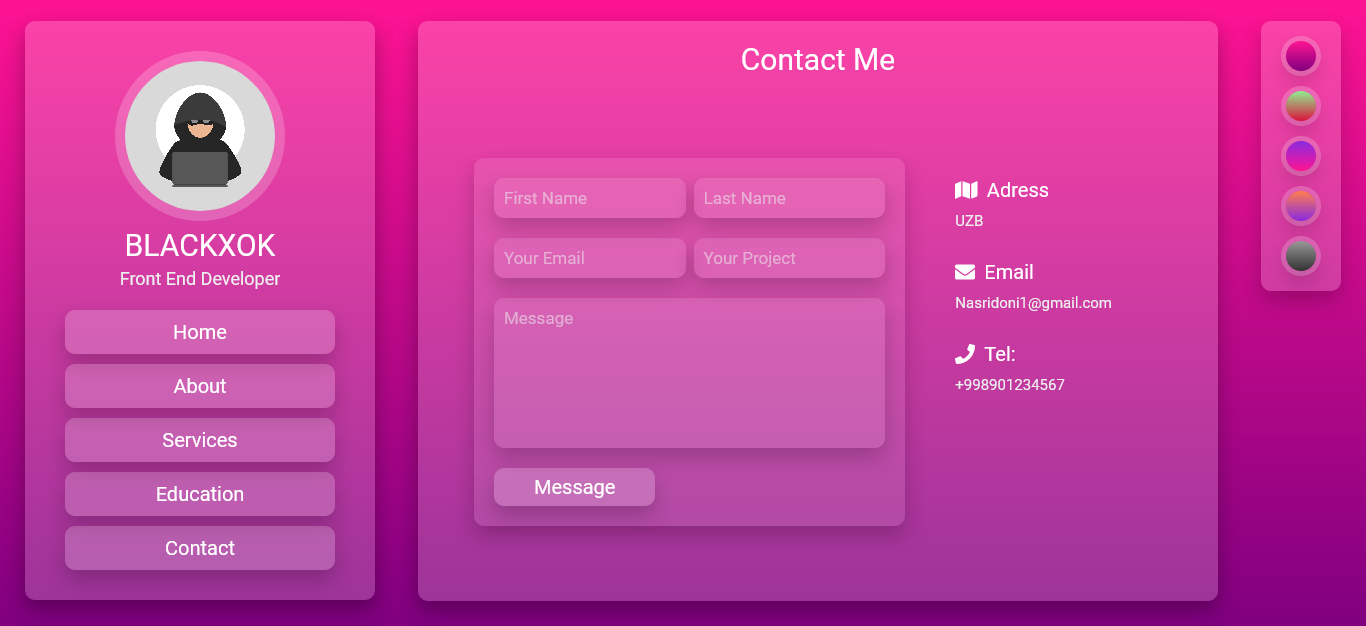 BLACKXOK
Front End Developer
Home
About
Services
Education
Contact
Contact Me
First Name
Last Name
Your Email
Your Project
Message
Message
Adress
UZB
Email
Nasridoni1@gmail.com
Tel:
+998901234567